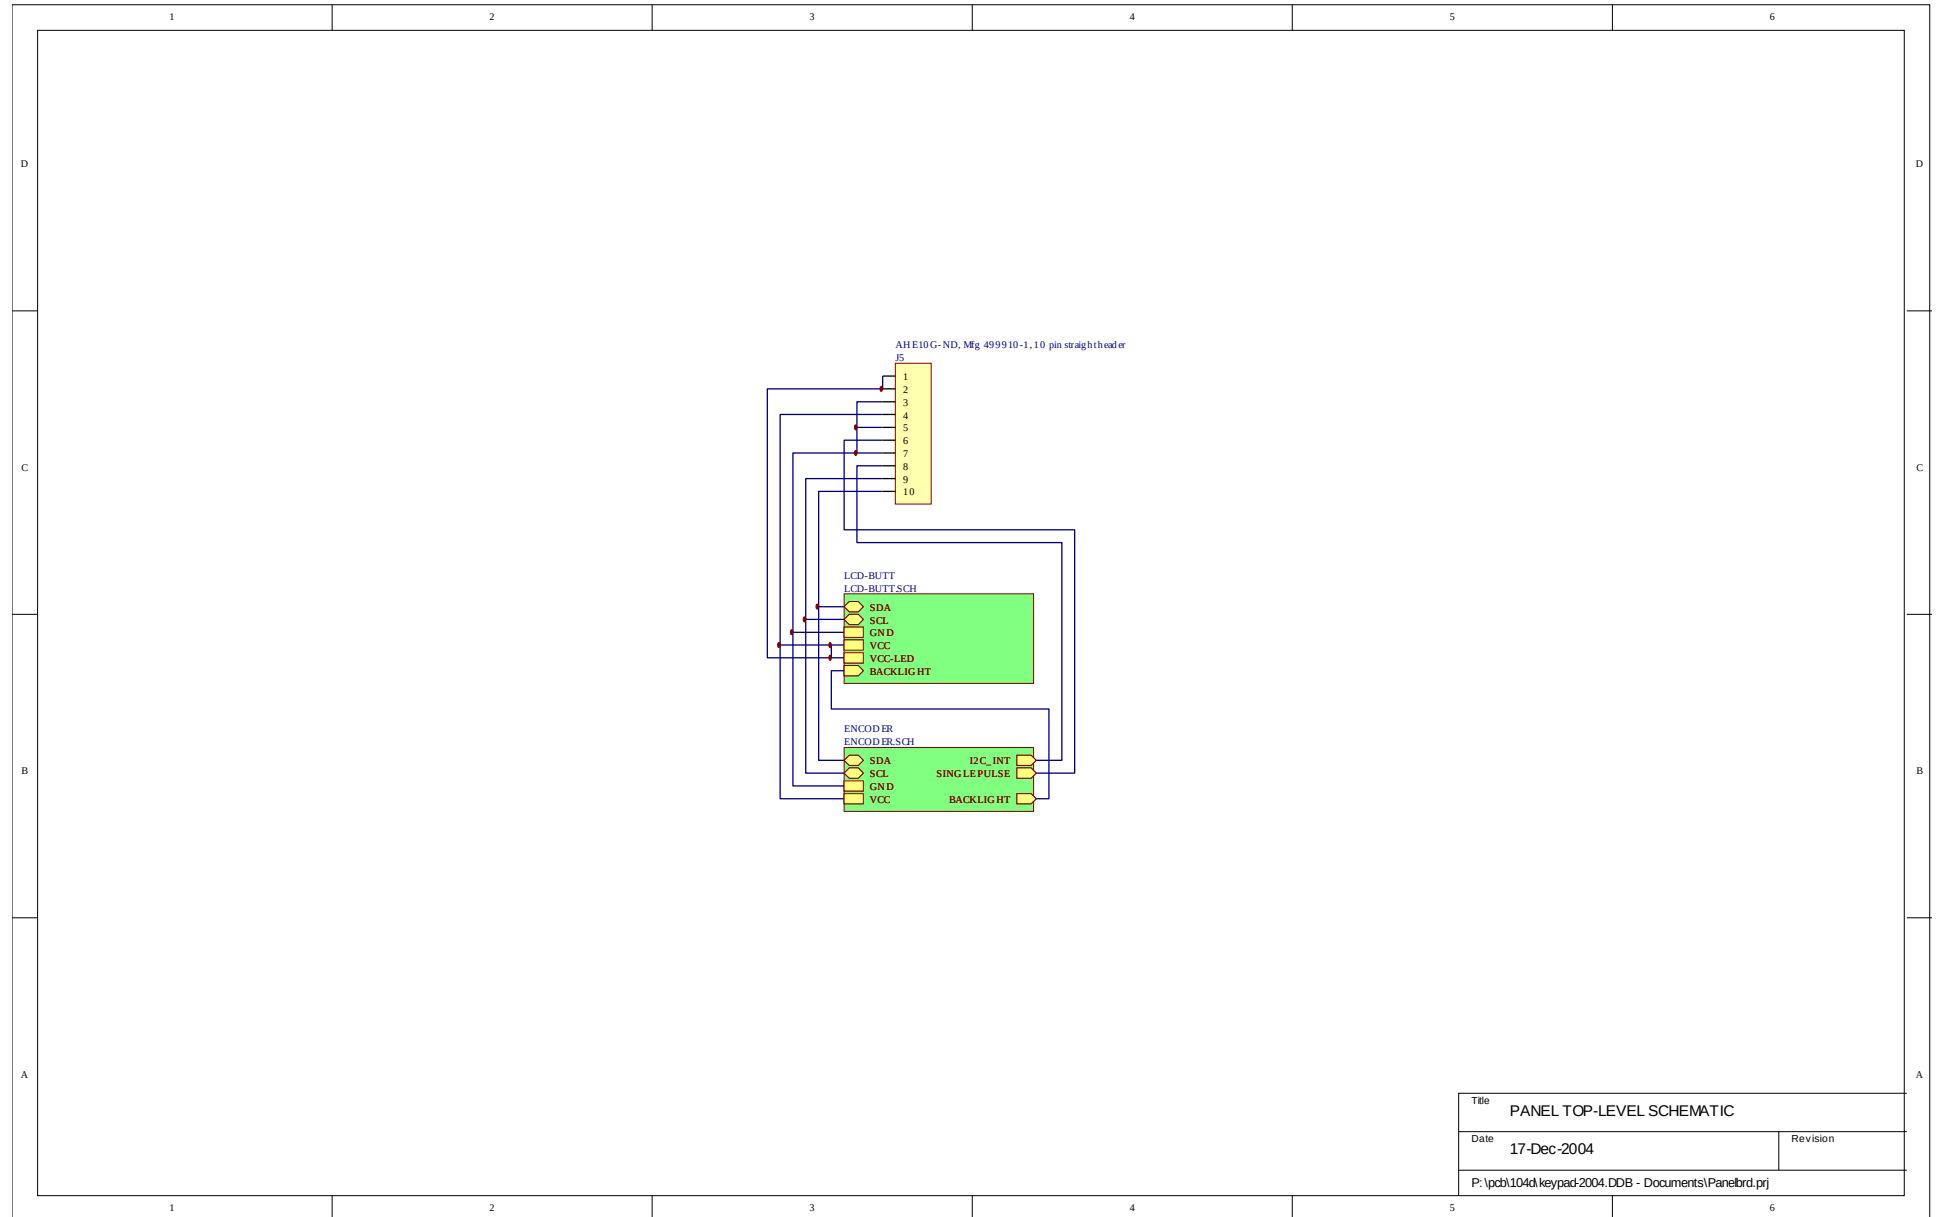 1 2 3 4 5 6
D D
AHE10G-ND, Mfg 499910-1, 10 pin straight header
J5
1
2
3
4
5
6
7
8
9
10
C C
LCD-BUTT
LCD-BUTT.SCH
SDA
SCL
GND
VCC
VCC-LED
BACKLIGHT
ENCODER
ENCODER.SCH
SDA I2C_INT
SCL SINGLEPULSE
GND
VCC BACKLIGHT
B B
A A
Title PANEL TOP-LEVEL SCHEMATIC
Date 17-Dec-2004 Revision
P:\pcb\104d\keypad-2004.DDB - Documents\Panelbrd.prj
1 2 3 4 5 6